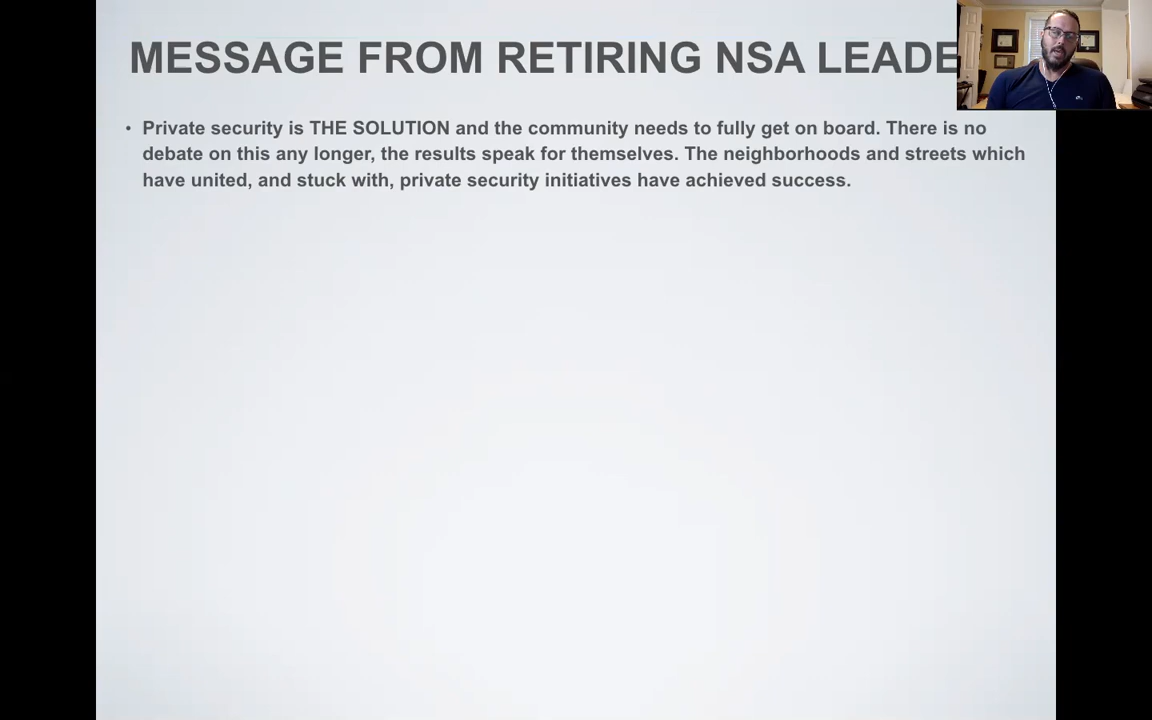 MESSAGE FROM RETIRING NSA LEADE
• Private security is THE SOLUTION and the community needs to fully get on board. There is no
debate on this any longer, the results speak for themselves. The neighborhoods and streets which
have united, and stuck with, private security initiatives have achieved success.